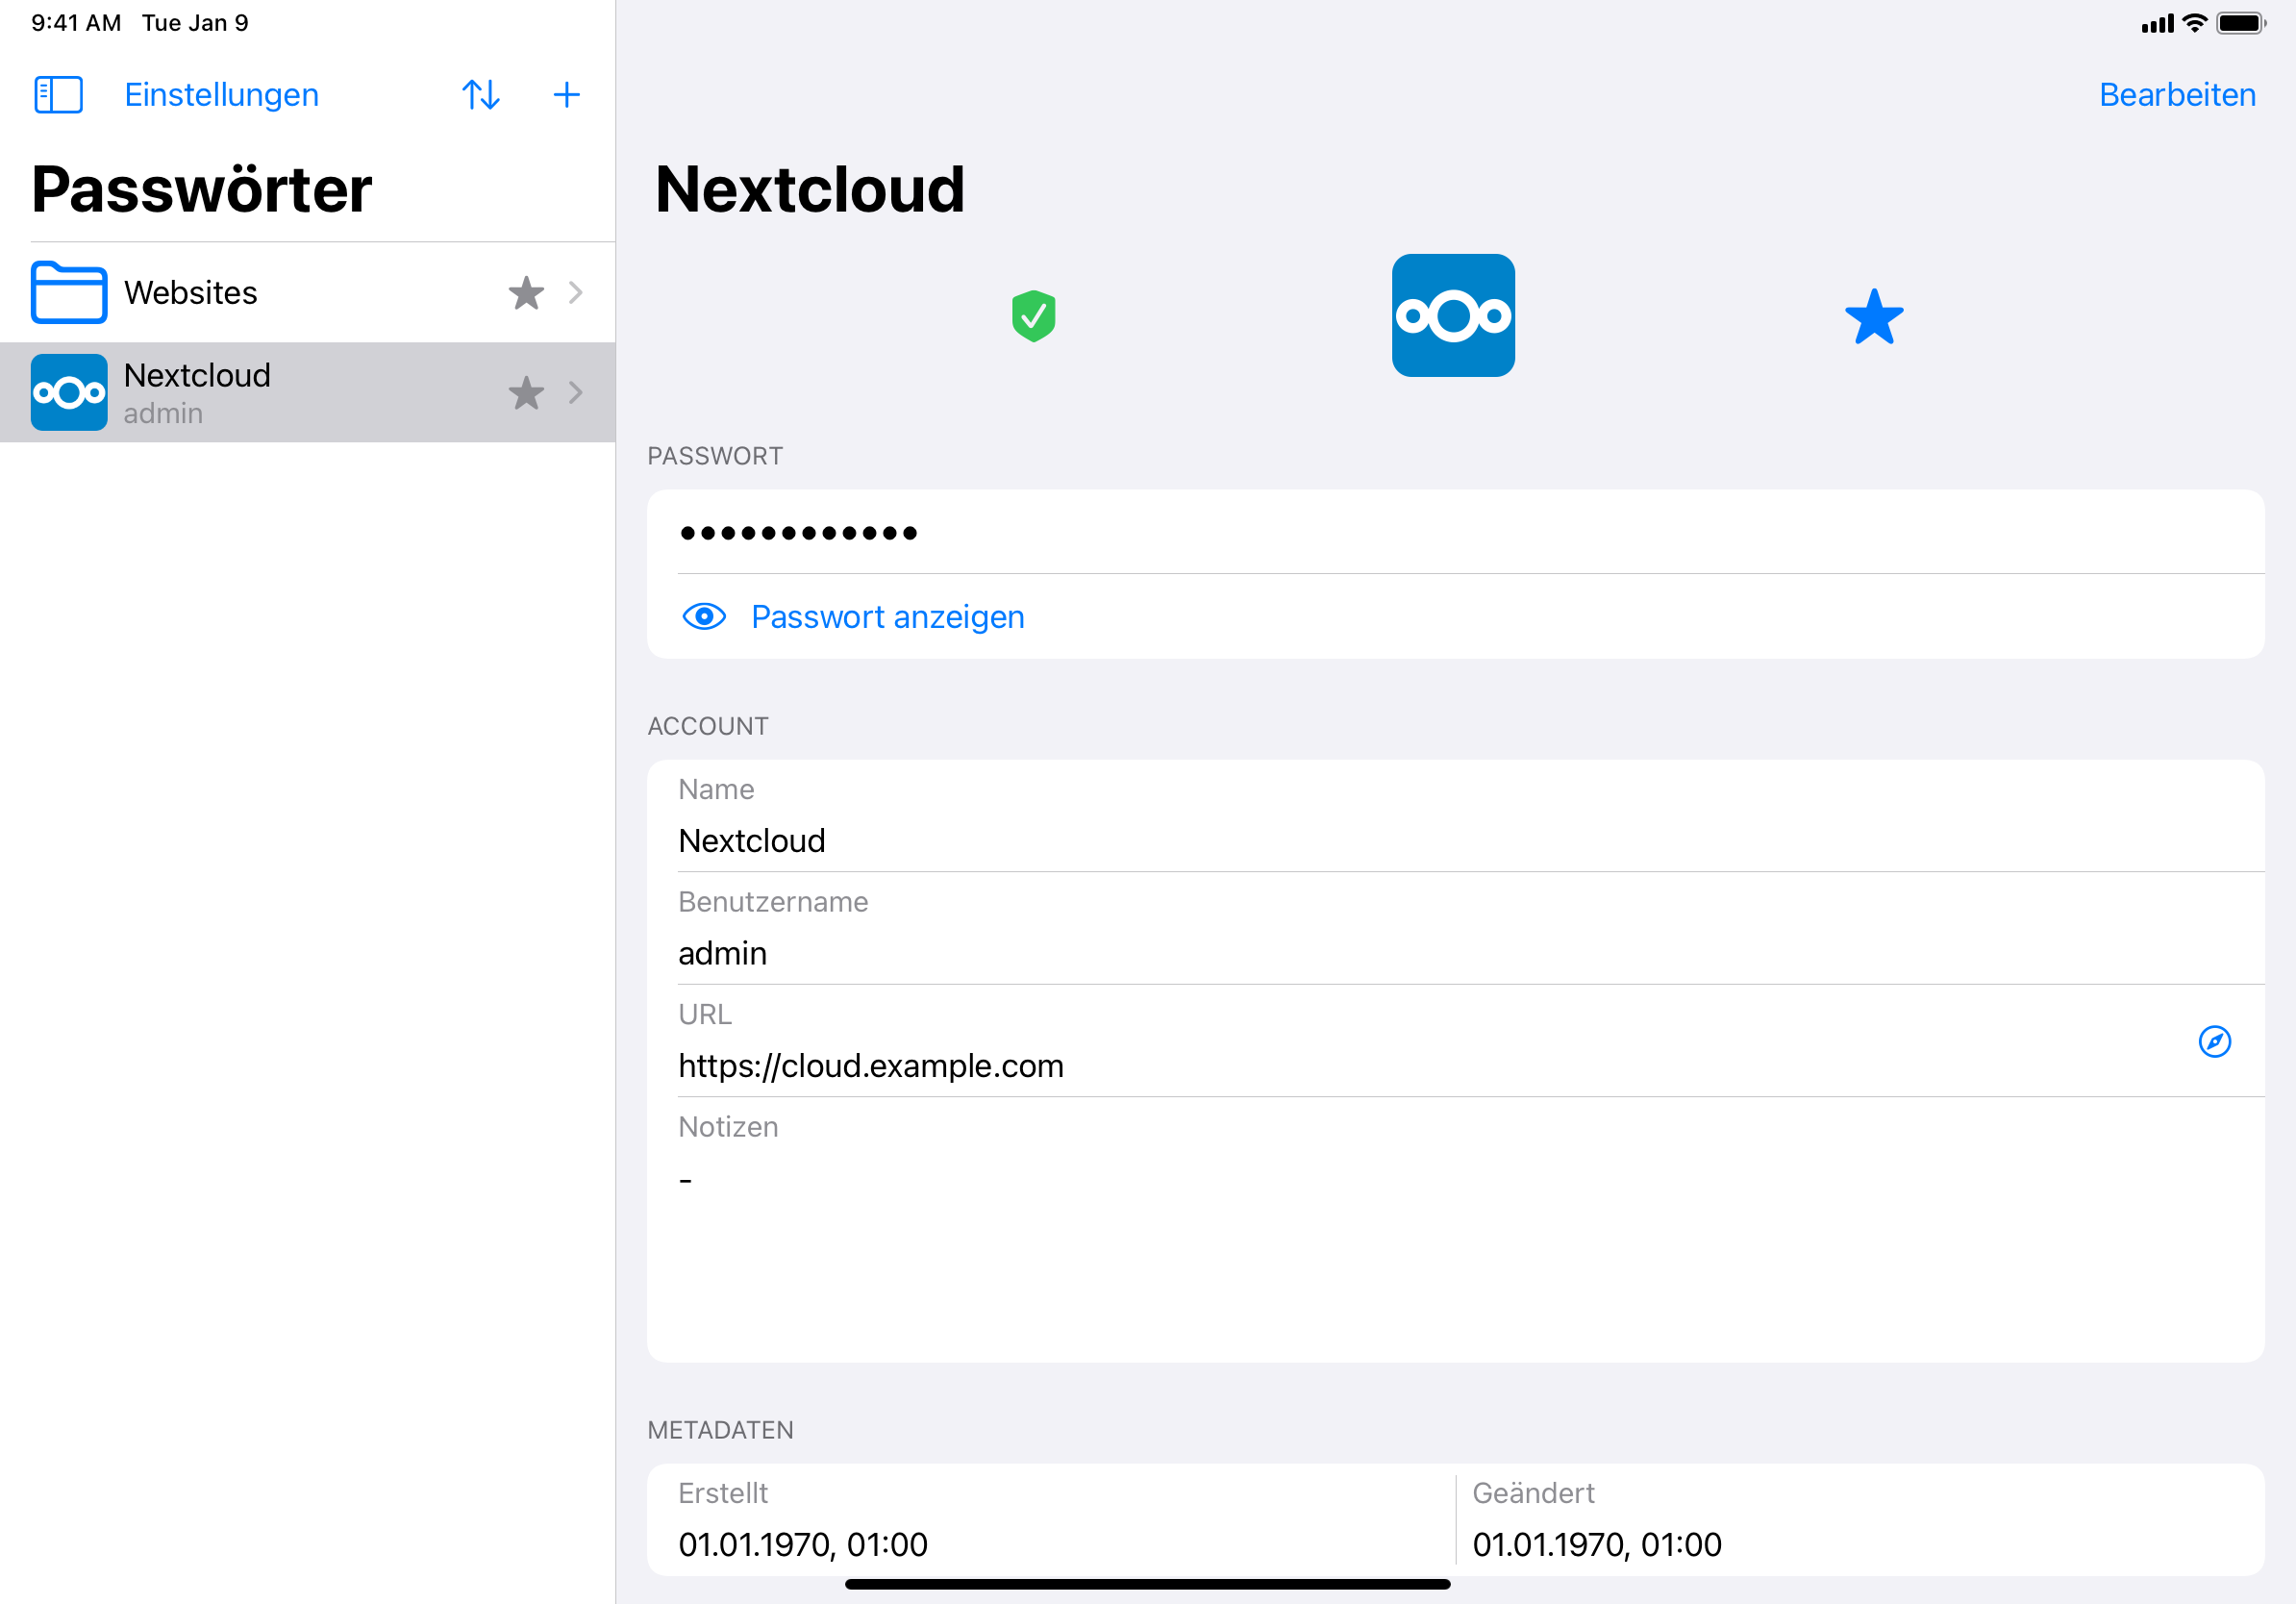 9:41 AM Tue Jan 9
Einstellungen
Passwörter
Websites
Nextcloud
admin
Bearbeiten
Nextcloud
PASSWORT
••••••••••••
Passwort anzeigen
ACCOUNT
Name
Nextcloud
Benutzername
admin
URL
https://cloud.example.com
Notizen
-
METADATEN
Erstellt
01.01.1970, 01:00
Geändert
01.01.1970, 01:00